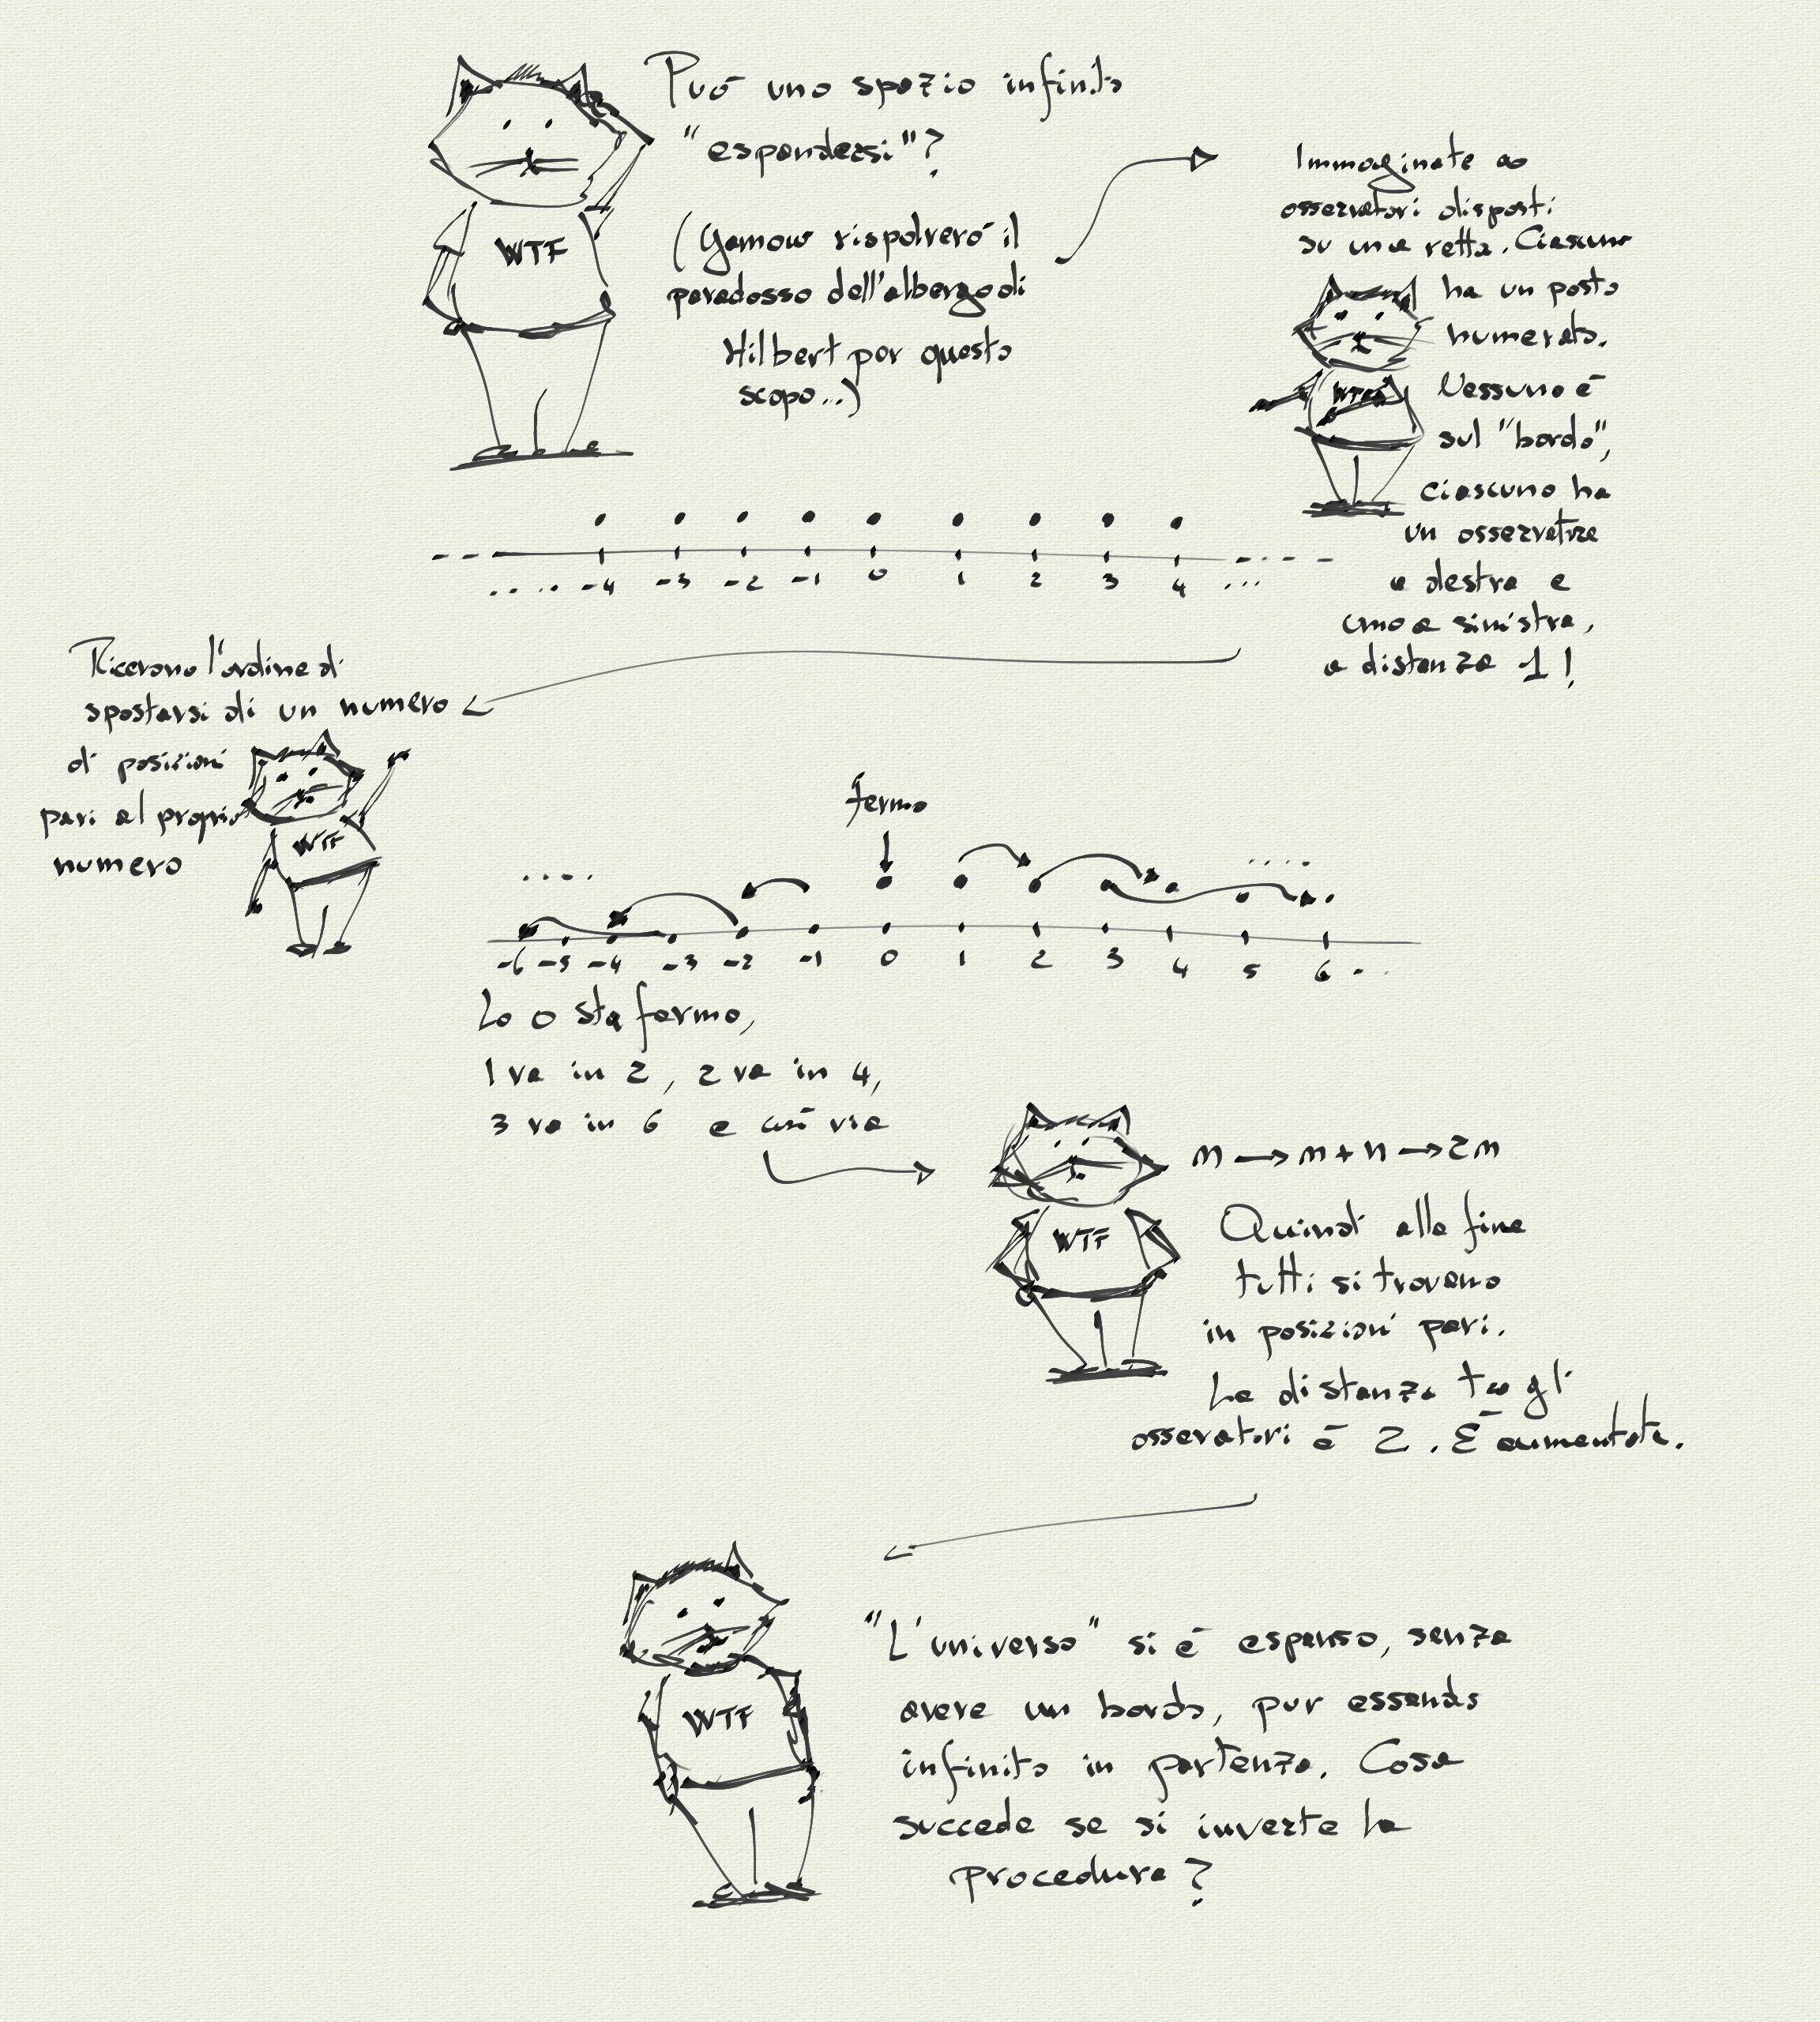 Può uno spazio infinito
"espandersi"?
(Gamow rispolverò il
paradosso dell'albergo di
Hilbert per questo
scopo..)
WTF
Immaginate ∞
osservatori disposti
su una retta. Ciascuno
ha un posto
numerato.
Nessuno è
sul "bordo",
ciascuno ha
un osservatore
a destra e
uno a sinistra,
a distanza 1!
WTF
.... -4 -3 -2 -1 0 1 2 3 4 ...
Ricevono l'ordine di
spostarsi di un numero
di posizioni
pari al proprio
numero
WTF
fermo
....
....
-6 -5 -4 -3 -2 -1 0 1 2 3 4 5 6 ..
Lo 0 sta fermo,
1 va in 2, 2 va in 4,
3 va in 6 e così via
n → n + n → 2n
WTF
Quindi alla fine
tutti si trovano
in posizioni pari.
La distanza tra gli
osservatori è 2. È aumentata.
"L'universo" si è espanso, senza
avere un bordo, pur essendo
infinito in partenza. Cosa
succede se si inverte la
procedura?
WTF